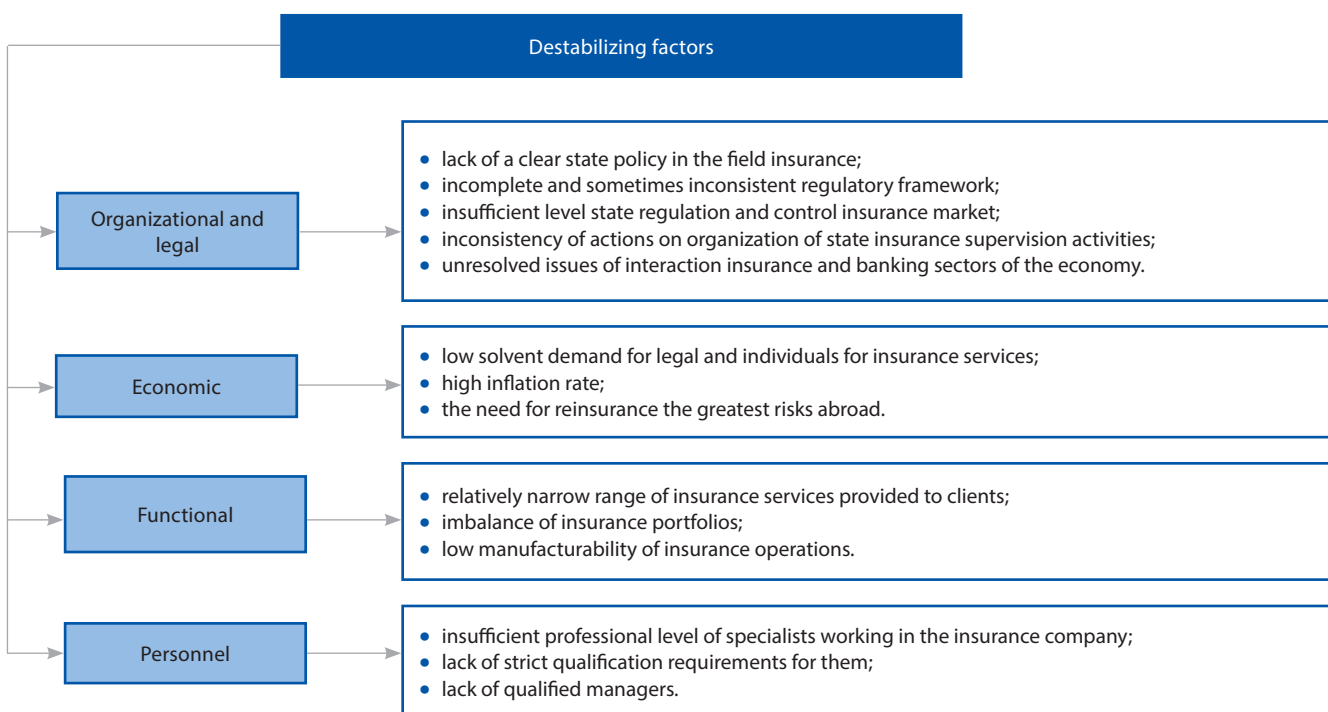 Destabilizing factors
Organizational and
legal
• lack of a clear state policy in the field insurance;
• incomplete and sometimes inconsistent regulatory framework;
• insufficient level state regulation and control insurance market;
• inconsistency of actions on organization of state insurance supervision activities;
• unresolved issues of interaction insurance and banking sectors of the economy.
Economic
• low solvent demand for legal and individuals for insurance services;
• high inflation rate;
• the need for reinsurance the greatest risks abroad.
Functional
• relatively narrow range of insurance services provided to clients;
• imbalance of insurance portfolios;
• low manufacturability of insurance operations.
Personnel
• insufficient professional level of specialists working in the insurance company;
• lack of strict qualification requirements for them;
• lack of qualified managers.